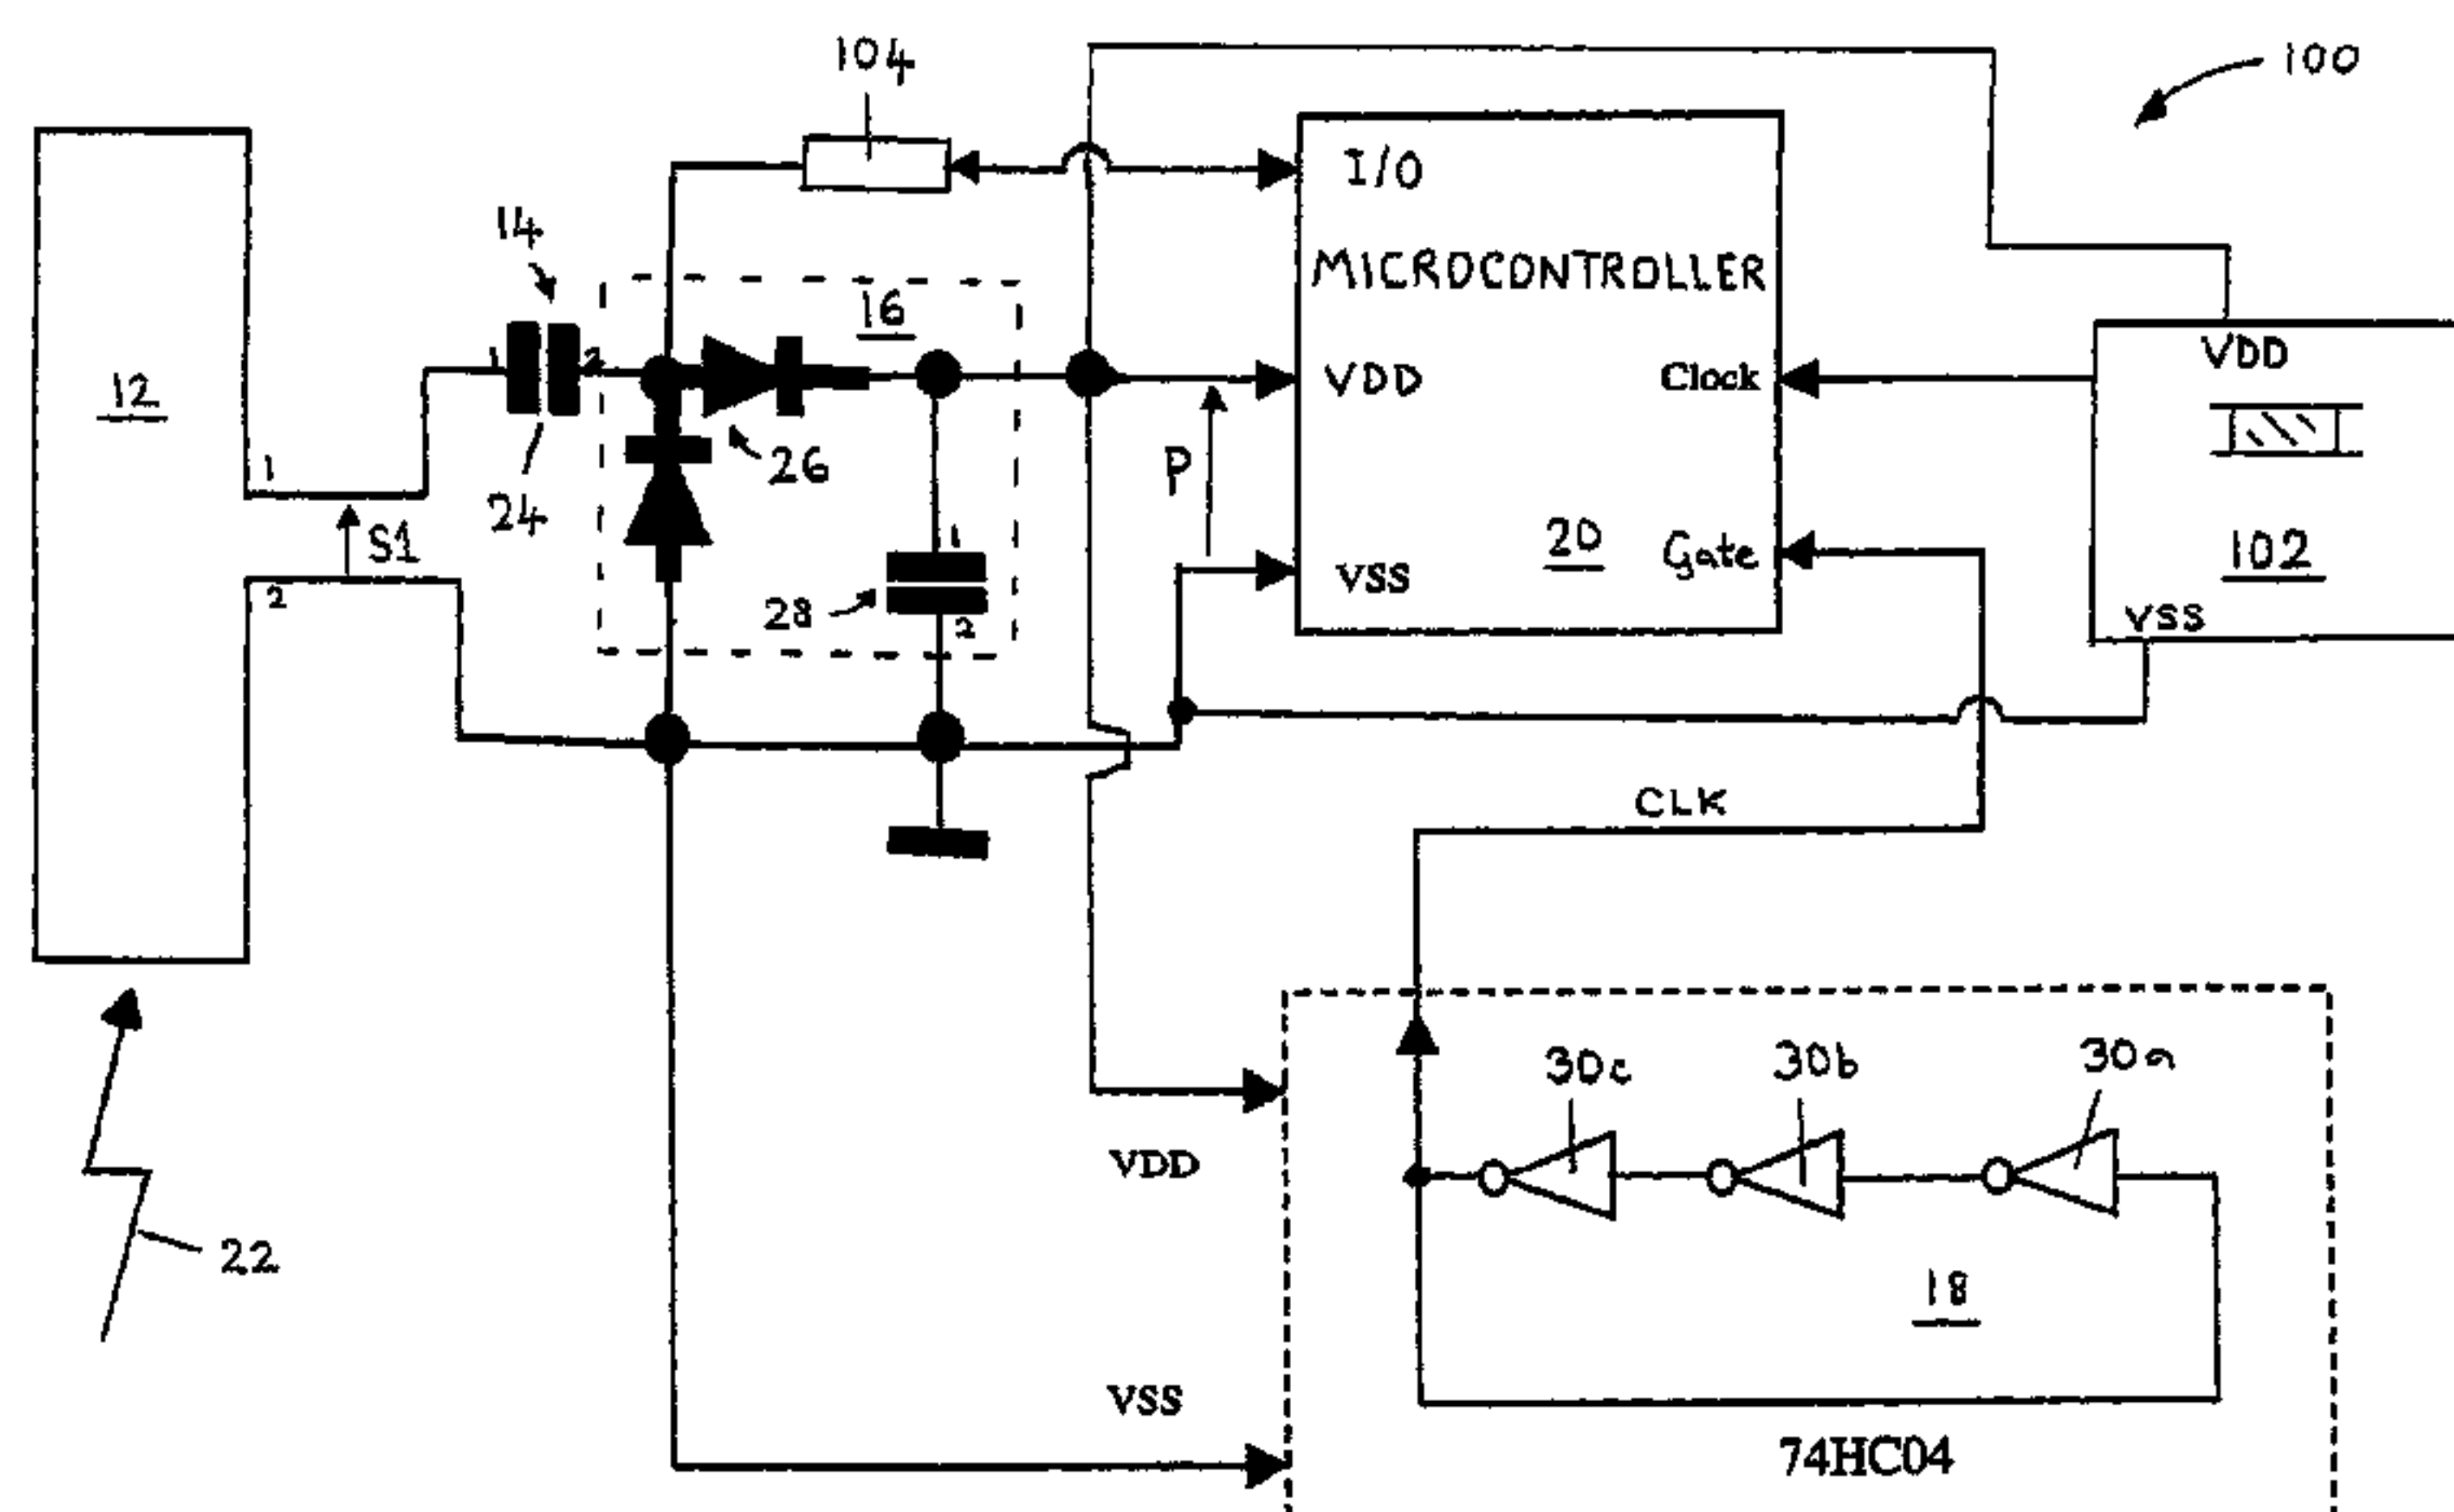 104
100
I/O
14
MICROCONTROLLER
16
VDD
12
1
2
VDD
Clock
26
P
1
24
S1
1
20
Gate
102
VSS
2
28
2
VSS
CLK
30c
30b
30a
VDD
22
18
VSS
74HC04